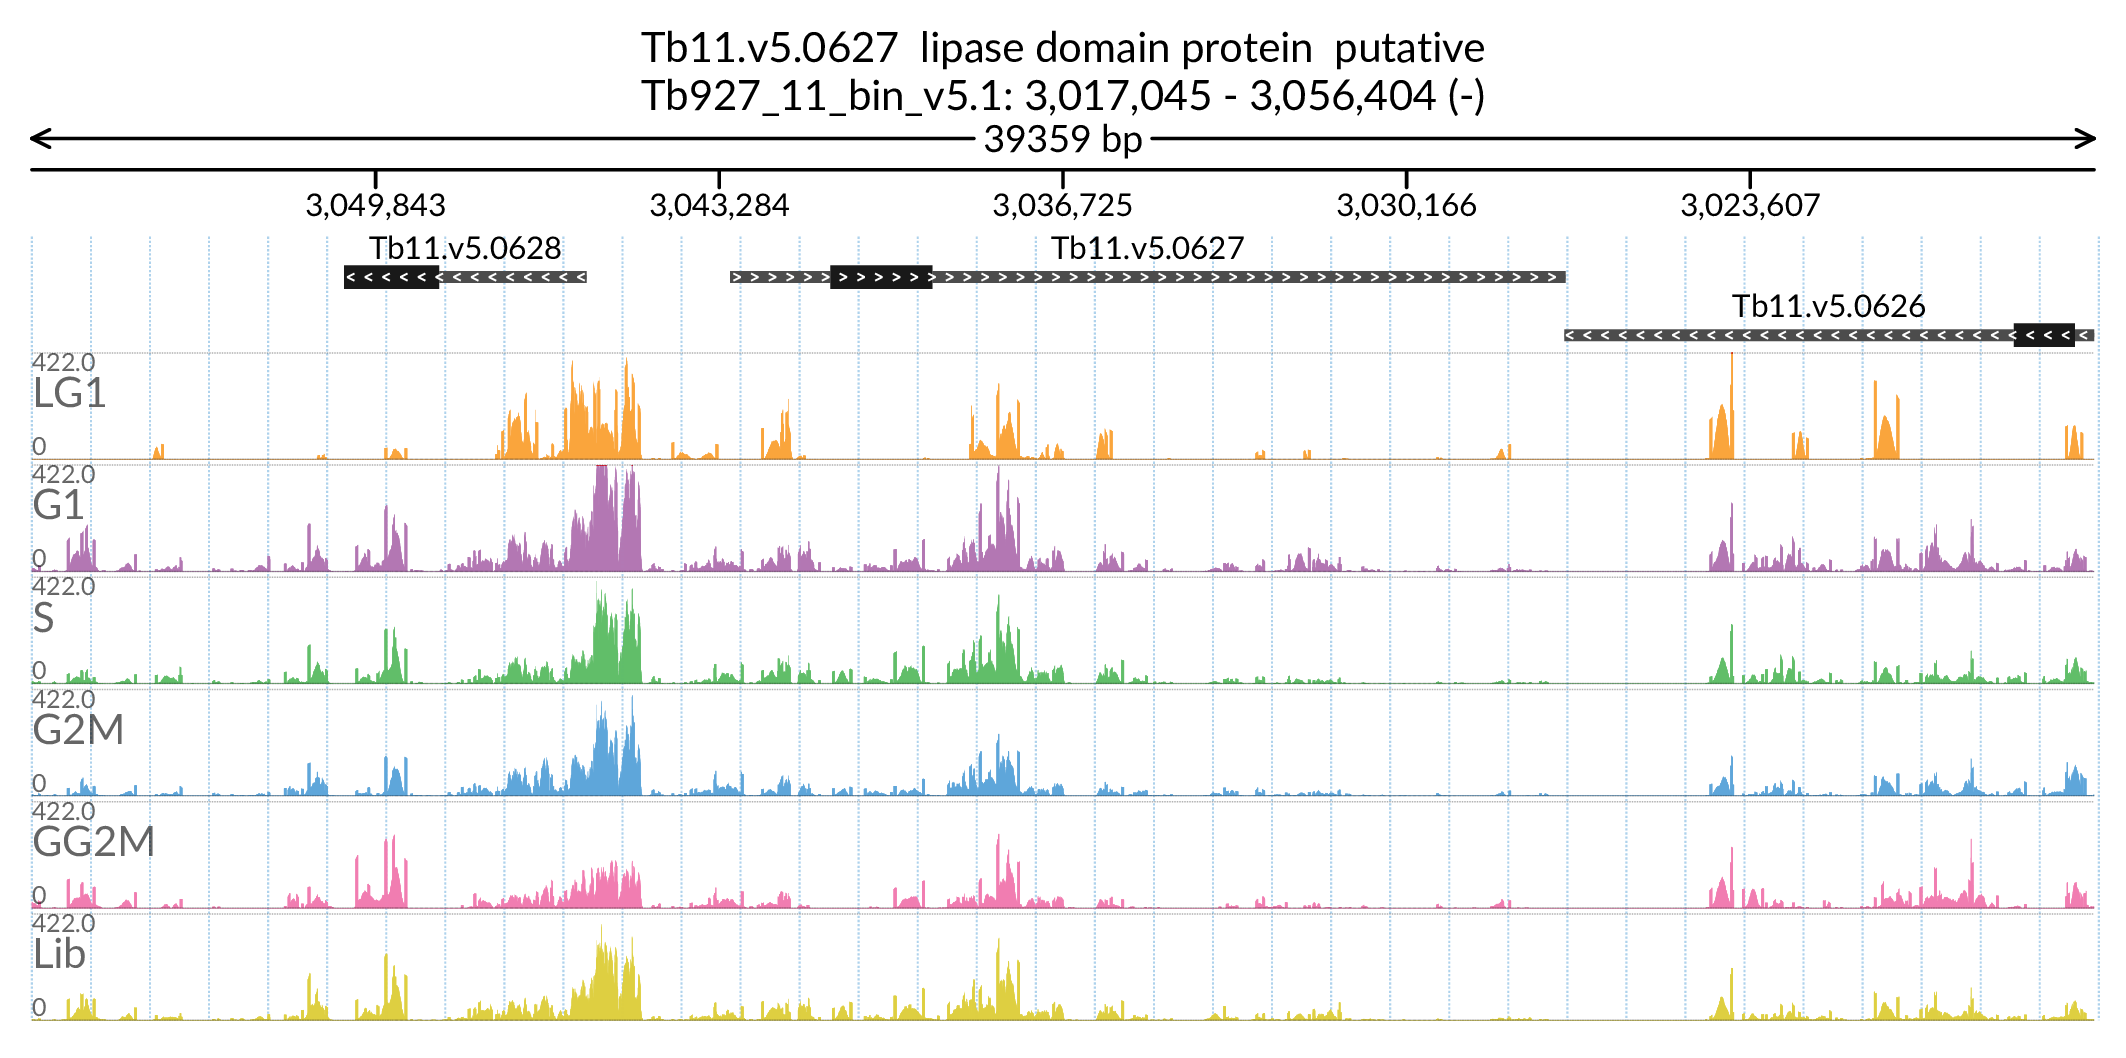 Tb11.v5.0627 lipase domain protein putative
Tb927_11_bin_v5.1: 3,017,045 - 3,056,404 (-)
39359 bp
3,049,843 3,043,284 3,036,725 3,030,166 3,023,607
Tb11.v5.0628 Tb11.v5.0627
Tb11.v5.0626
422.0
LG1
0
422.0
G1
0
422.0
S
0
422.0
G2M
0
422.0
GG2M
0
422.0
Lib
0